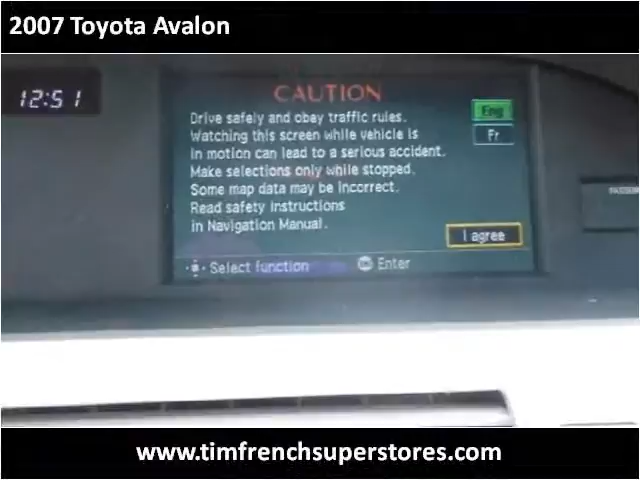 2007 Toyota Avalon
12:51
CAUTION
Drive safely and obey traffic rules.
Watching this screen while vehicle is
in motion can lead to a serious accident.
Make selections only while stopped.
Some map data may be incorrect.
Read safety instructions
in Navigation Manual.
Eng
Fr
I agree
Select function
Enter
www.timfrenchsuperstores.com